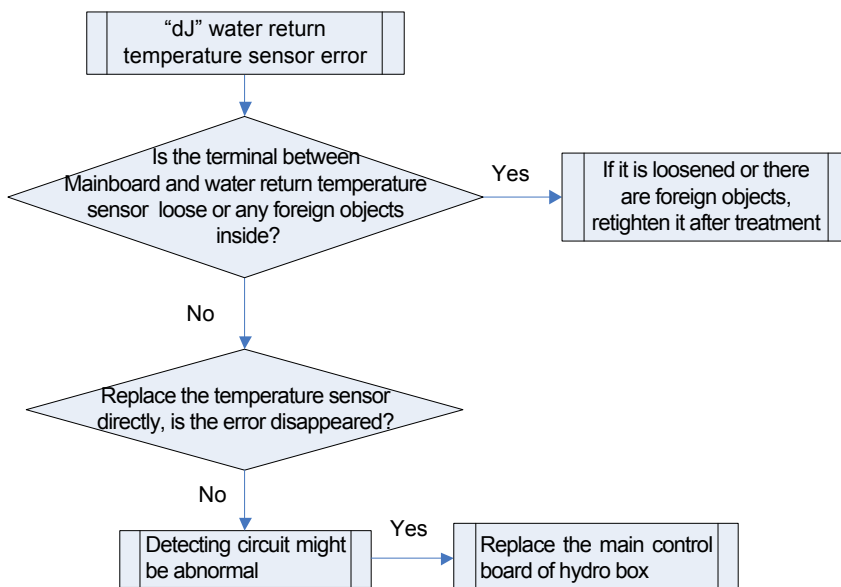 “dJ” water return
temperature sensor error
Is the terminal between
Mainboard and water return temperature
sensor loose or any foreign objects
inside?
Yes
If it is loosened or there
are foreign objects,
retighten it after treatment
No
Replace the temperature sensor
directly, is the error disappeared?
No
Detecting circuit might
be abnormal
Yes
Replace the main control
board of hydro box